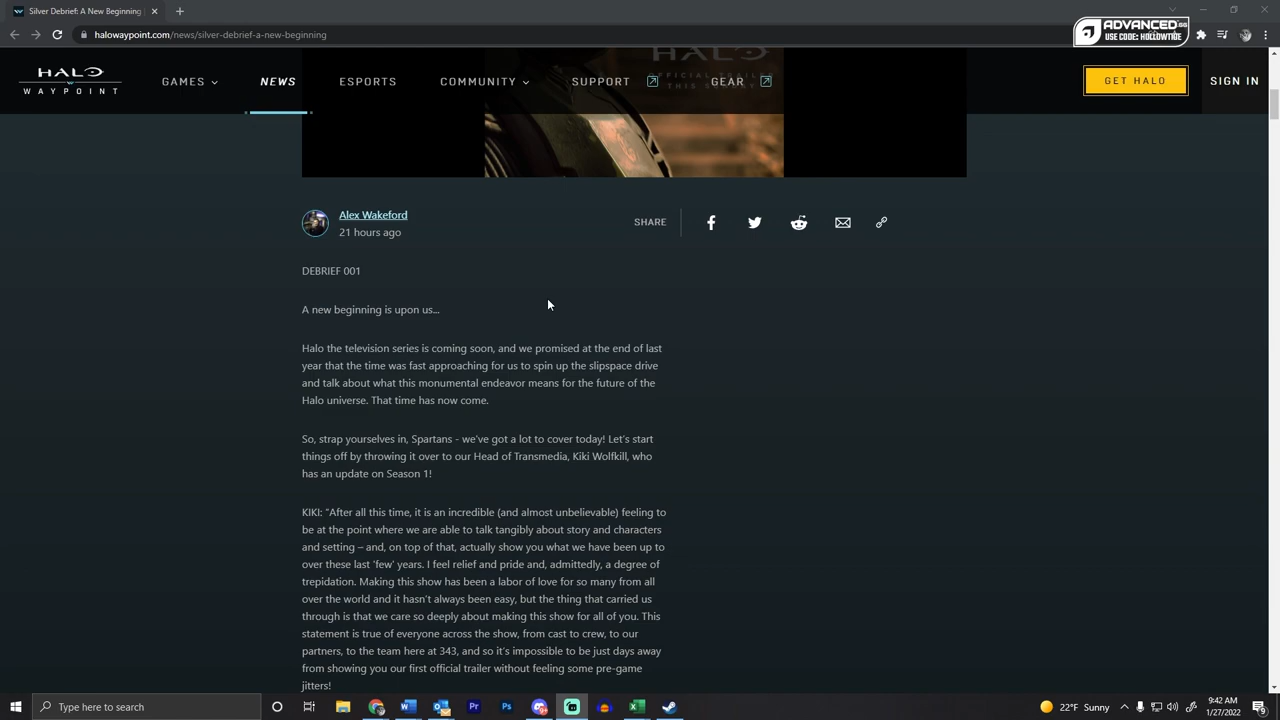 Silver Debrief: A New Beginning |
halowaypoint.com/news/silver-debrief-a-new-beginning
ADVANCED.GG
USE CODE: HOLLOWTIDE
HALO
WAYPOINT
GAMES
NEWS
ESPORTS
COMMUNITY
SUPPORT
GEAR
GET HALO
SIGN IN
HALO
OFFICIAL TRAILER
THIS SUNDAY
Alex Wakeford
21 hours ago
SHARE
DEBRIEF 001
A new beginning is upon us...
Halo the television series is coming soon, and we promised at the end of last
year that the time was fast approaching for us to spin up the slipspace drive
and talk about what this monumental endeavor means for the future of the
Halo universe. That time has now come.
So, strap yourselves in, Spartans - we've got a lot to cover today! Let's start
things off by throwing it over to our Head of Transmedia, Kiki Wolfkill, who
has an update on Season 1!
KIKI: "After all this time, it is an incredible (and almost unbelievable) feeling to
be at the point where we are able to talk tangibly about story and characters
and setting – and, on top of that, actually show you what we have been up to
over these last 'few' years. I feel relief and pride and, admittedly, a degree of
trepidation. Making this show has been a labor of love for so many from all
over the world and it hasn't always been easy, but the thing that carried us
through is that we care so deeply about making this show for all of you. This
statement is true of everyone across the show, from cast to crew, to our
partners, to the team here at 343, and so it's impossible to be just days away
from showing you our first official trailer without feeling some pre-game
jitters!
Type here to search
22°F Sunny
9:42 AM
1/27/2022